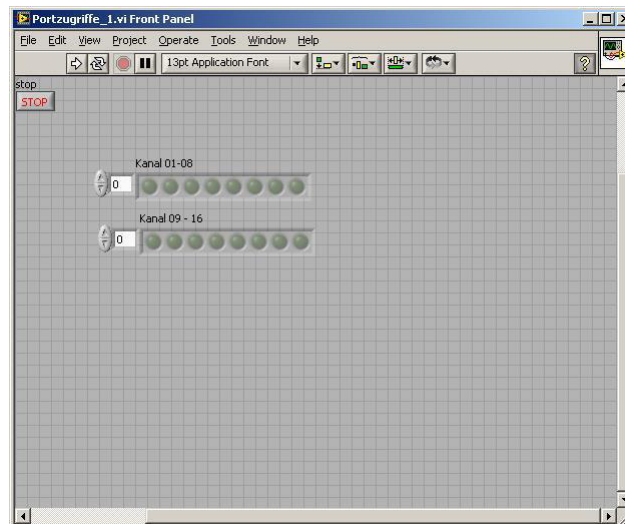 Portzugriffe_1.vi Front Panel
File Edit View Project Operate Tools Window Help
13pt Application Font
stop
STOP
Kanal 01-08
0
Kanal 09 - 16
0